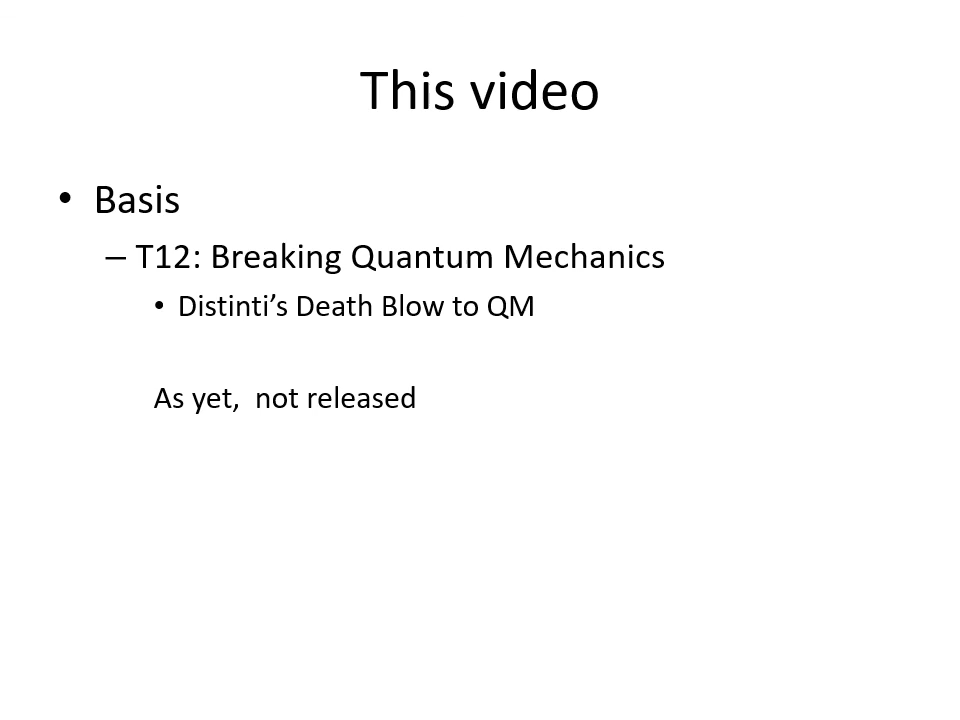 This video
• Basis
– T12: Breaking Quantum Mechanics
• Distinti’s Death Blow to QM
As yet,  not released